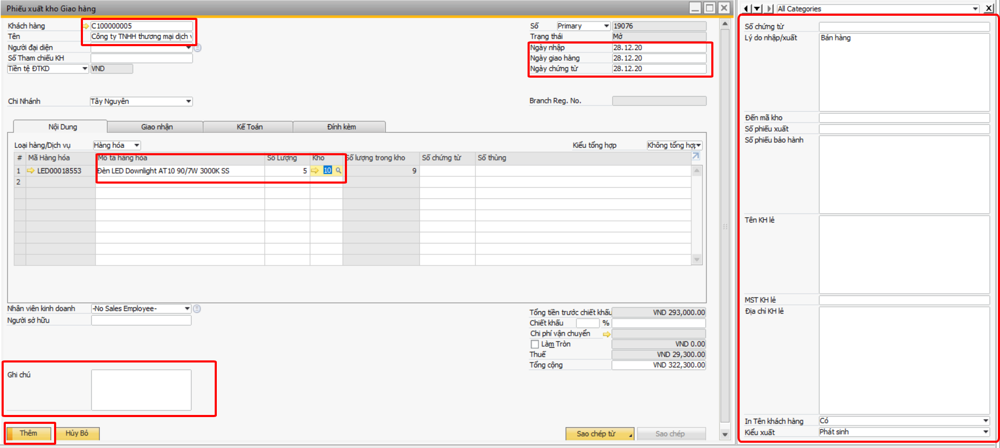 Phiếu xuất kho Giao hàng
Khách hàng C100000005
Tên Công ty TNHH thương mại dịch v
Người đại diện
Số Tham chiếu KH
Tiền tệ ĐTKD VND
Chi Nhánh Tây Nguyên
Số Primary 19076
Trạng thái Mở
Ngày nhập 28.12.20
Ngày giao hàng 28.12.20
Ngày chứng từ 28.12.20
Branch Reg. No.
Nội Dung Giao nhận Kế Toán Đính kèm
Loại hàng/Dịch vụ Hàng hóa Kiểu tổng hợp Không tổng hợp
# Mã Hàng hóa Mô tả hàng hóa Số Lượng Kho Số lượng trong kho Số chứng từ Số thùng
1 LED00018553 Đèn LED Downlight AT10 90/7W 3000K SS 5 10 9
2
Nhân viên kinh doanh -No Sales Employee-
Người sở hữu
Tổng tiền trước chiết khấu VND 293,000.00
Chiết khấu %
Chi phí vận chuyển
Làm Tròn VND 0.00
Thuế VND 29,300.00
Tổng cộng VND 322,300.00
Ghi chú
Thêm Hủy Bỏ Sao chép từ Sao chép
All Categories X
Số chứng từ
Lý do nhập/xuất Bán hàng
Đến mã kho
Số phiếu xuất
Số phiếu bảo hành
Tên KH lẻ
MST KH lẻ
Địa chỉ KH lẻ
In Tên khách hàng Có
Kiểu xuất Phát sinh